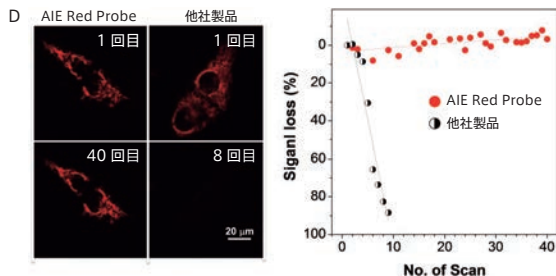 D
AIE Red Probe 他社製品
1 回目 1 回目
40 回目 8 回目
20 μm
Siganl loss (%)
0
20
40
60
80
100
AIE Red Probe
他社製品
0 10 20 30 40
No. of Scan